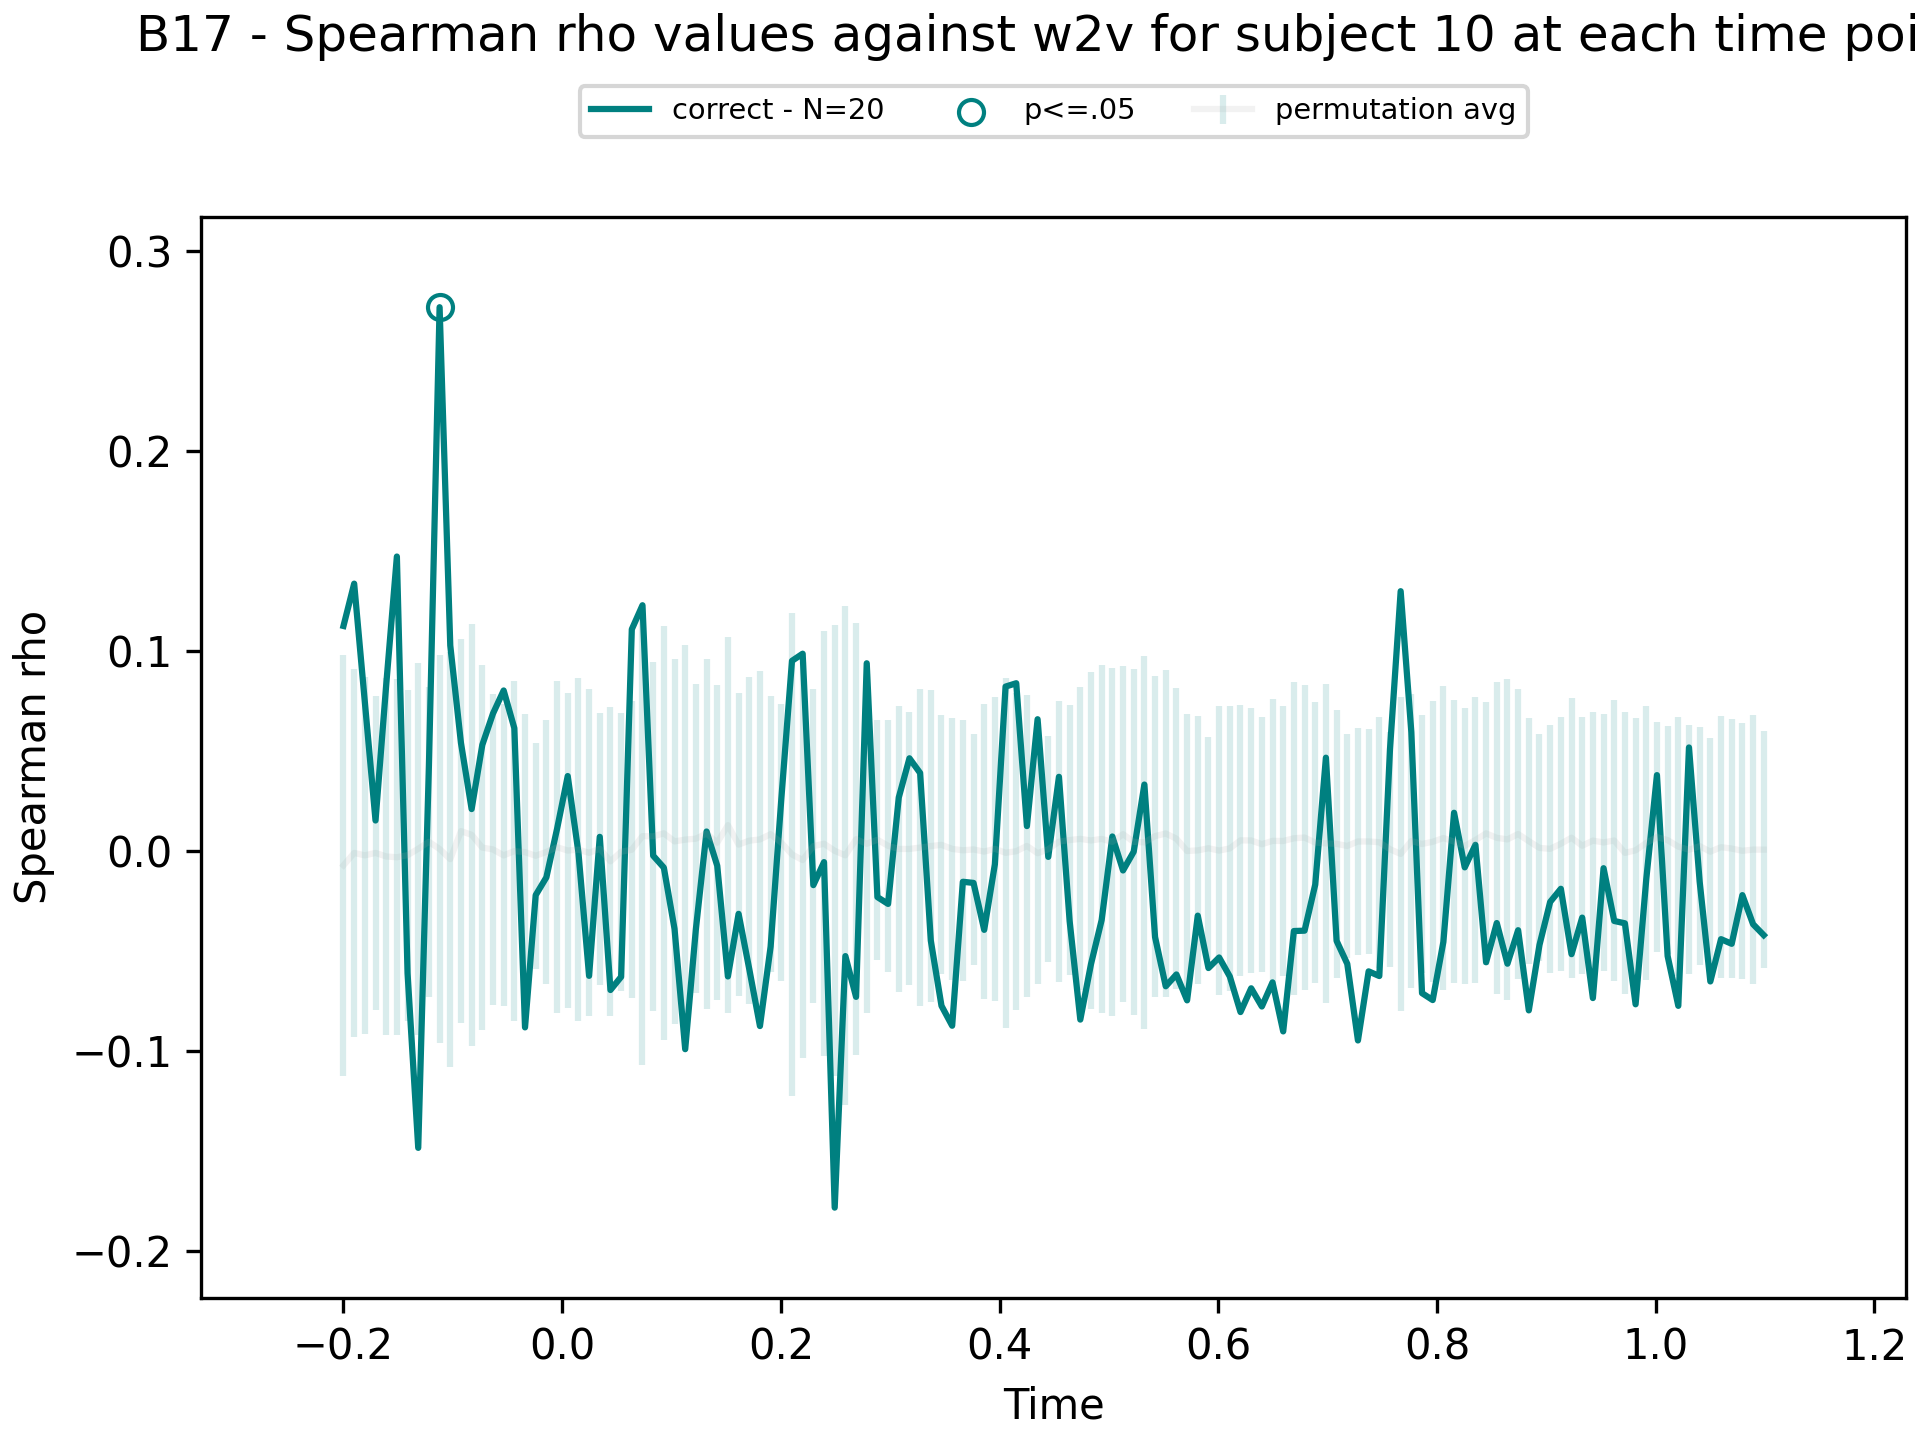 B17 - Spearman rho values against w2v for subject 10 at each time poi
correct - N=20
p<=.05
permutation avg
0.3
0.2
0.1
0.0
−0.1
−0.2
Spearman rho
−0.2
0.0
0.2
0.4
0.6
0.8
1.0
1.2
Time